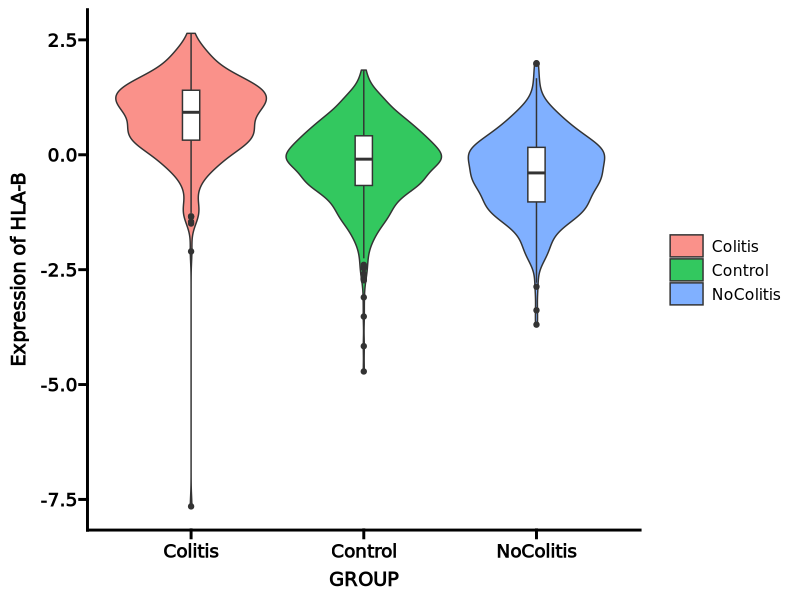 2.5
0.0
-2.5
-5.0
-7.5
Expression of HLA-B
Colitis
Control
NoColitis
GROUP
Colitis
Control
NoColitis